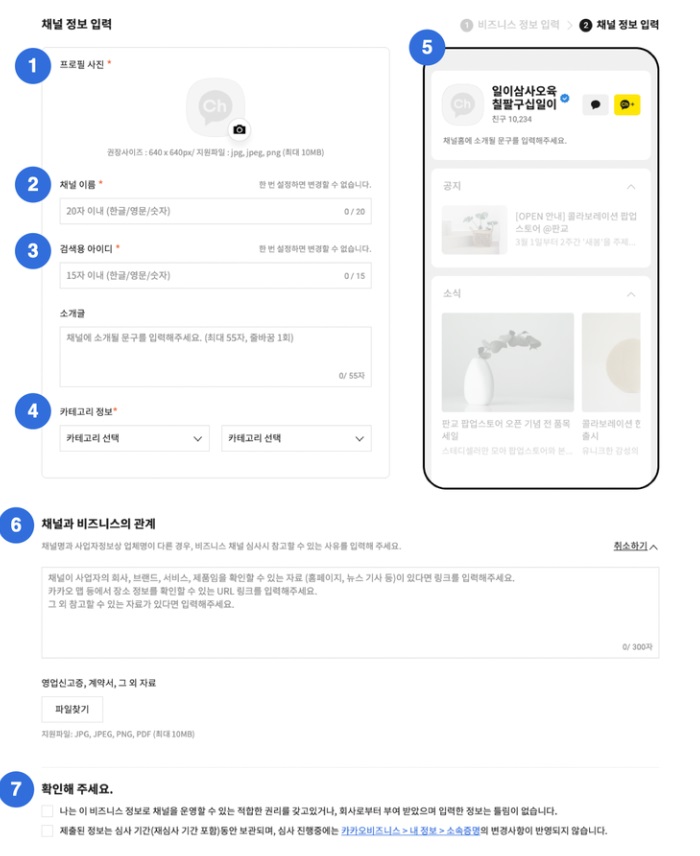 채널 정보 입력
1 비즈니스 정보 입력 > 2 채널 정보 입력
1
프로필 사진 *
Ch
권장사이즈 : 640 x 640px/ 지원파일 : jpg, jpeg, png (최대 10MB)
2
채널 이름 *
한 번 설정하면 변경할 수 없습니다.
20자 이내 (한글/영문/숫자)
0 / 20
3
검색용 아이디 *
한 번 설정하면 변경할 수 없습니다.
15자 이내 (한글/영문/숫자)
0 / 15
소개글
채널에 소개될 문구를 입력해주세요. (최대 55자, 줄바꿈 1회)
0/ 55자
4
카테고리 정보*
카테고리 선택
카테고리 선택
5
Ch
일이삼사오육
칠팔구십일이
친구 10,234
Ch+
채널홈에 소개될 문구를 입력해주세요.
공지
[OPEN 안내] 콜라보레이션 팝업
스토어 @판교
3월 1일부터 2주간 '세봄'을 주제...
소식
판교 팝업스토어 오픈 기념 전 품목
세일
콜라보레이션
출시
유니크한 감성의
6
채널과 비즈니스의 관계
채널명과 사업자정보상 업체명이 다른 경우, 비즈니스 채널 심사시 참고할 수 있는 사유를 입력해 주세요.
취소하기
채널이 사업자의 회사, 브랜드, 서비스, 제품임을 확인할 수 있는 자료 (홈페이지, 뉴스 기사 등)이 있다면 링크를 입력해주세요.
카카오 맵 등에서 장소 정보를 확인할 수 있는 URL 링크를 입력해주세요.
그 외 참고할 수 있는 자료가 있다면 입력해주세요.
0/ 300자
영업신고증, 계약서, 그 외 자료
파일찾기
지원파일: JPG, JPEG, PNG, PDF (최대 10MB)
7
확인해 주세요.
나는 이 비즈니스 정보로 채널을 운영할 수 있는 적합한 권리를 갖고있거나, 회사로부터 부여 받았으며 입력한 정보는 틀림이 없습니다.
제출된 정보는 심사 기간(재심사 기간 포함)동안 보관되며, 심사 진행중에는 카카오비즈니스 > 내 정보 > 소속증명의 변경사항이 반영되지 않습니다.